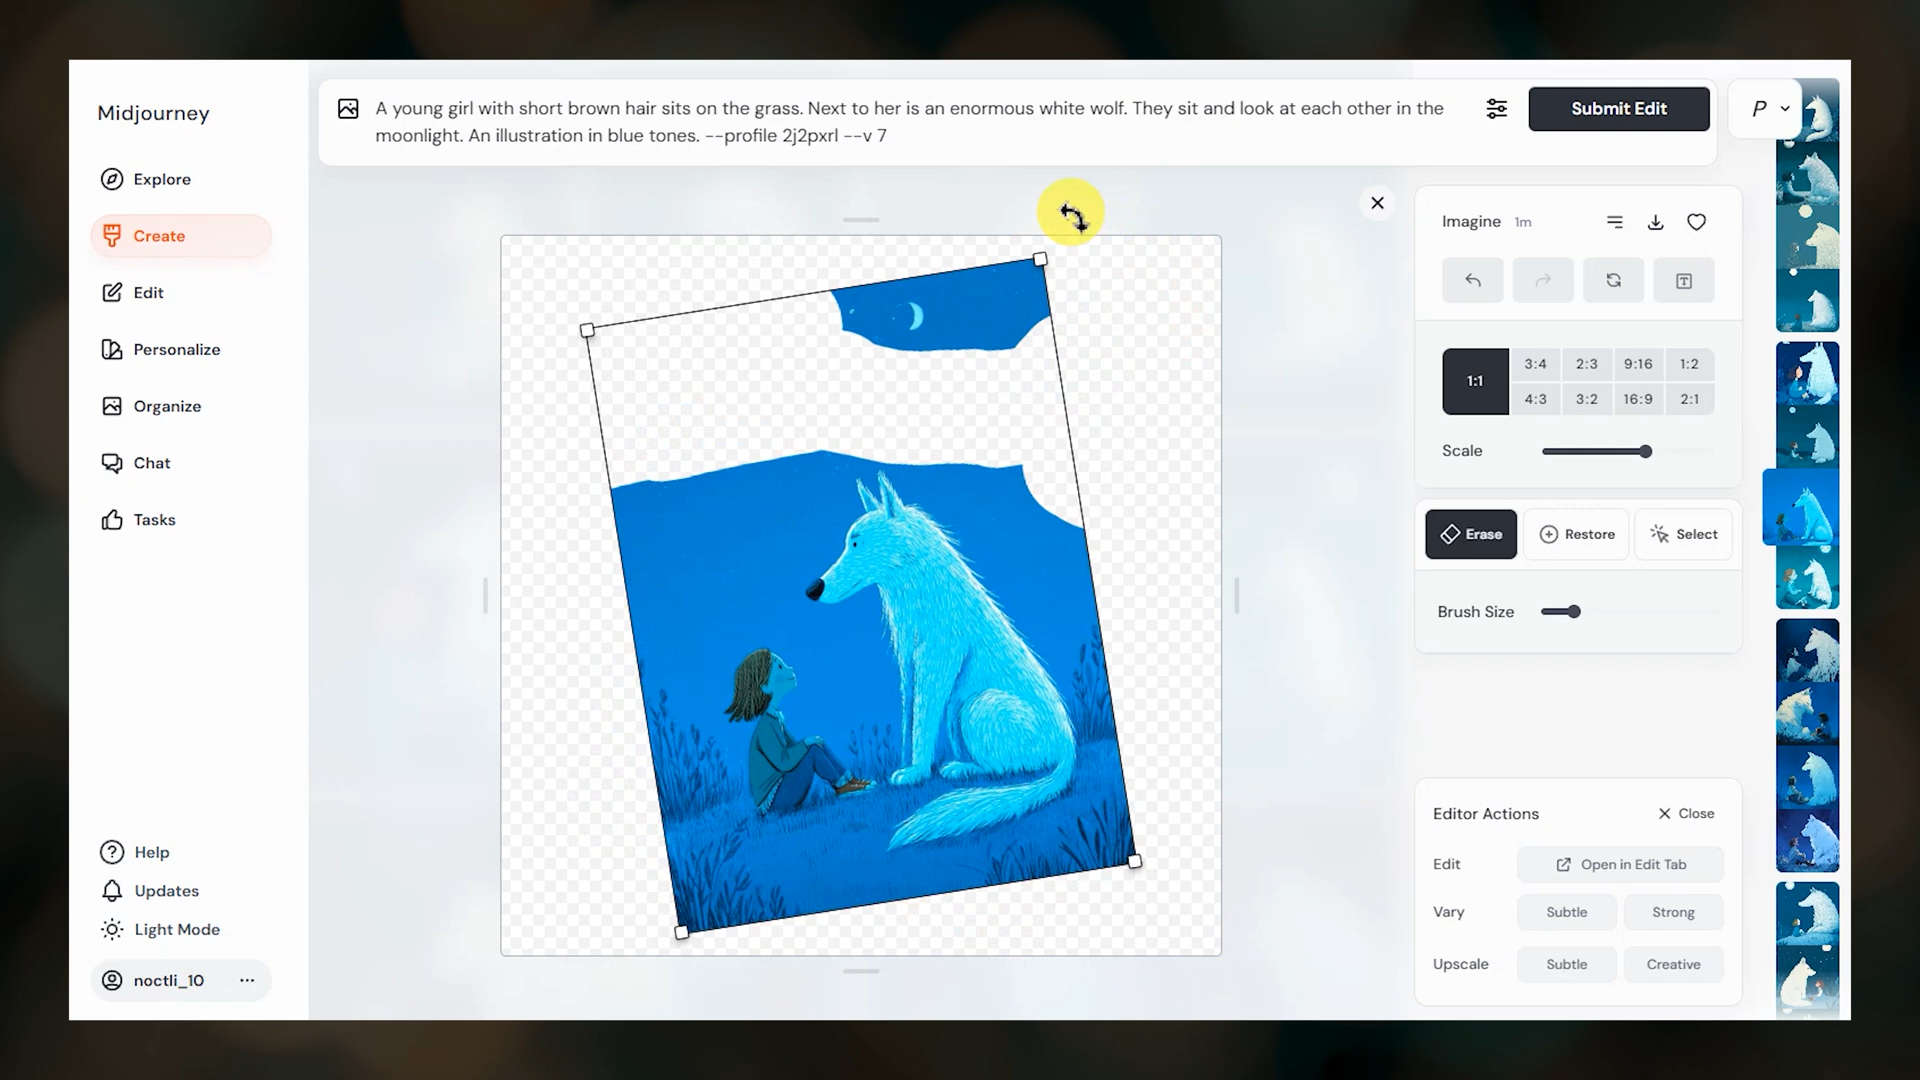 Midjourney
Explore
Create
Edit
Personalize
Organize
Chat
Tasks
Help
Updates
Light Mode
noctli_10
A young girl with short brown hair sits on the grass. Next to her is an enormous white wolf. They sit and look at each other in the
moonlight. An illustration in blue tones. --profile 2j2pxrl --v 7
Submit Edit
P
Imagine 1m
1:1
3:4 2:3 9:16 1:2
4:3 3:2 16:9 2:1
Scale
Erase Restore Select
Brush Size
Editor Actions Close
Edit Open in Edit Tab
Vary Subtle Strong
Upscale Subtle Creative